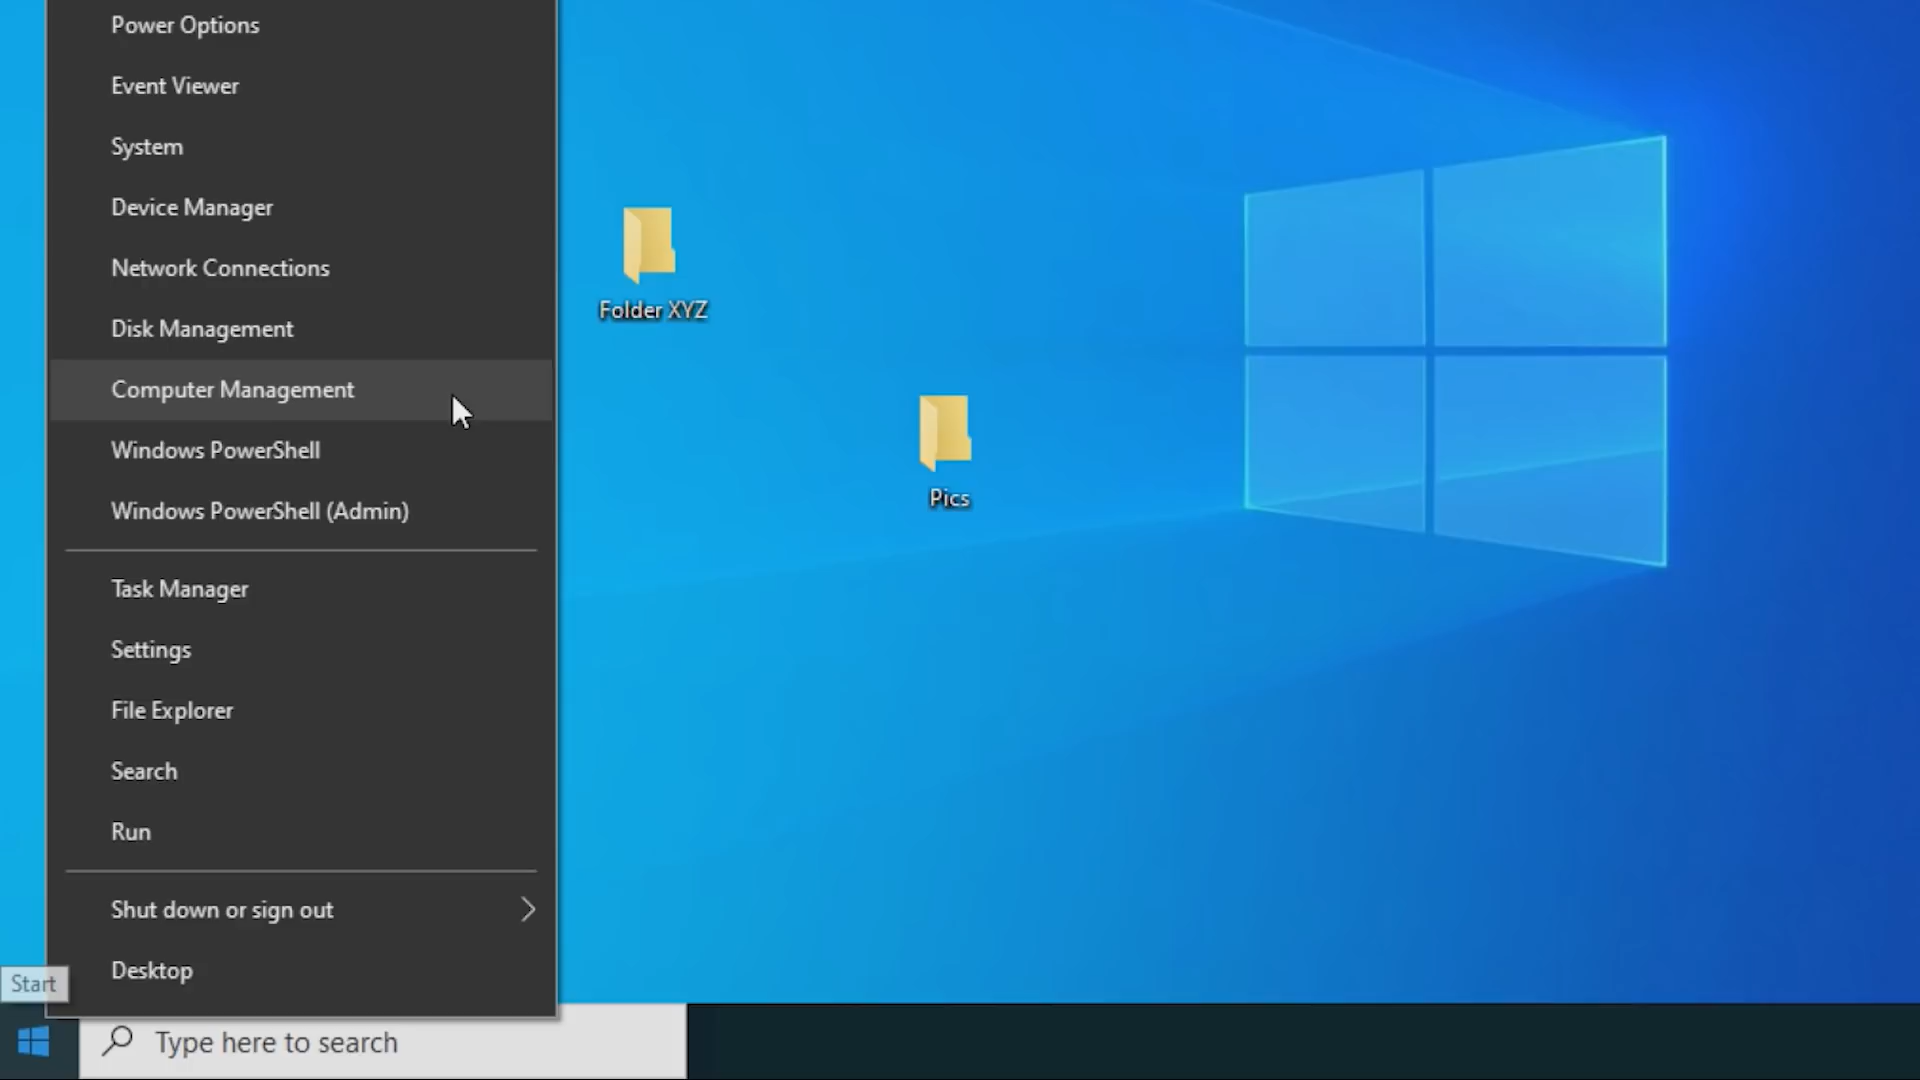 Power Options
Event Viewer
System
Device Manager
Network Connections
Disk Management
Computer Management
Windows PowerShell
Windows PowerShell (Admin)
Task Manager
Settings
File Explorer
Search
Run
Shut down or sign out
Desktop
Start
Type here to search
Folder XYZ
Pics